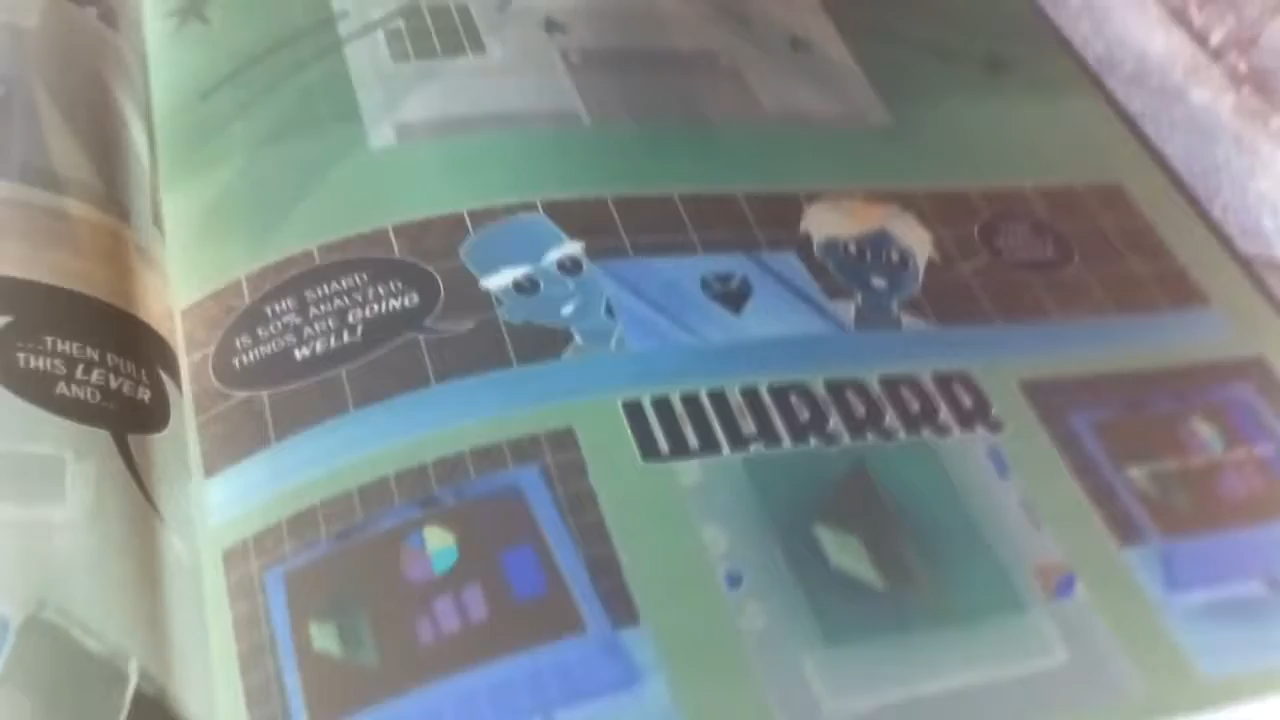 ...THEN PULL
THIS LEVER
AND...
THE SHARD
IS 50% ANALYZED.
THINGS ARE GOING
WELL!
WURRRR